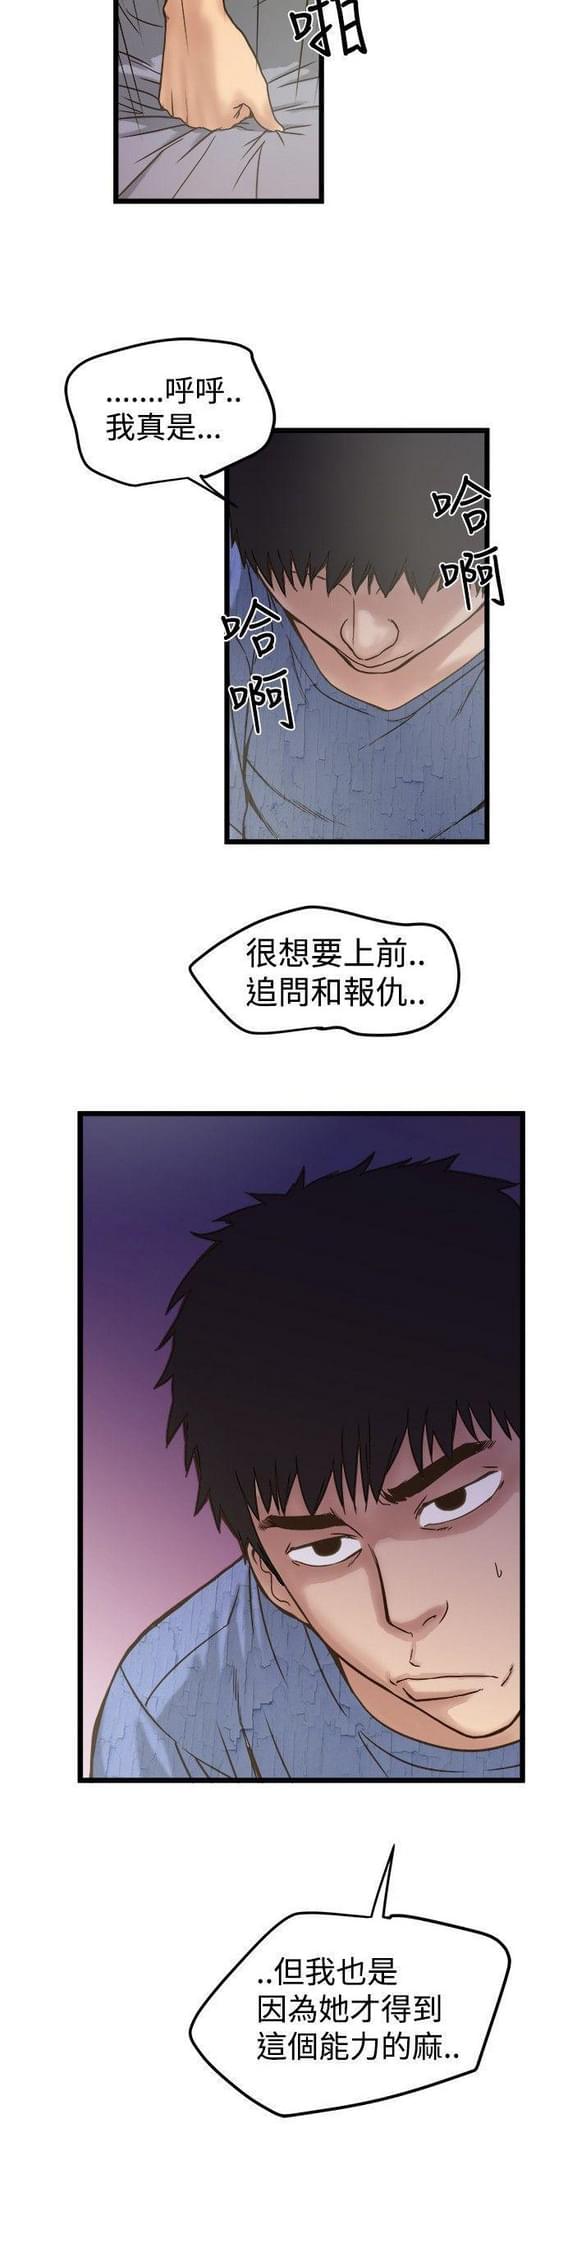 啪
.......呼呼..
我真是...
哈啊
哈啊
很想要上前..
追問和報仇..
..但我也是
因為她才得到
這個能力的麻..